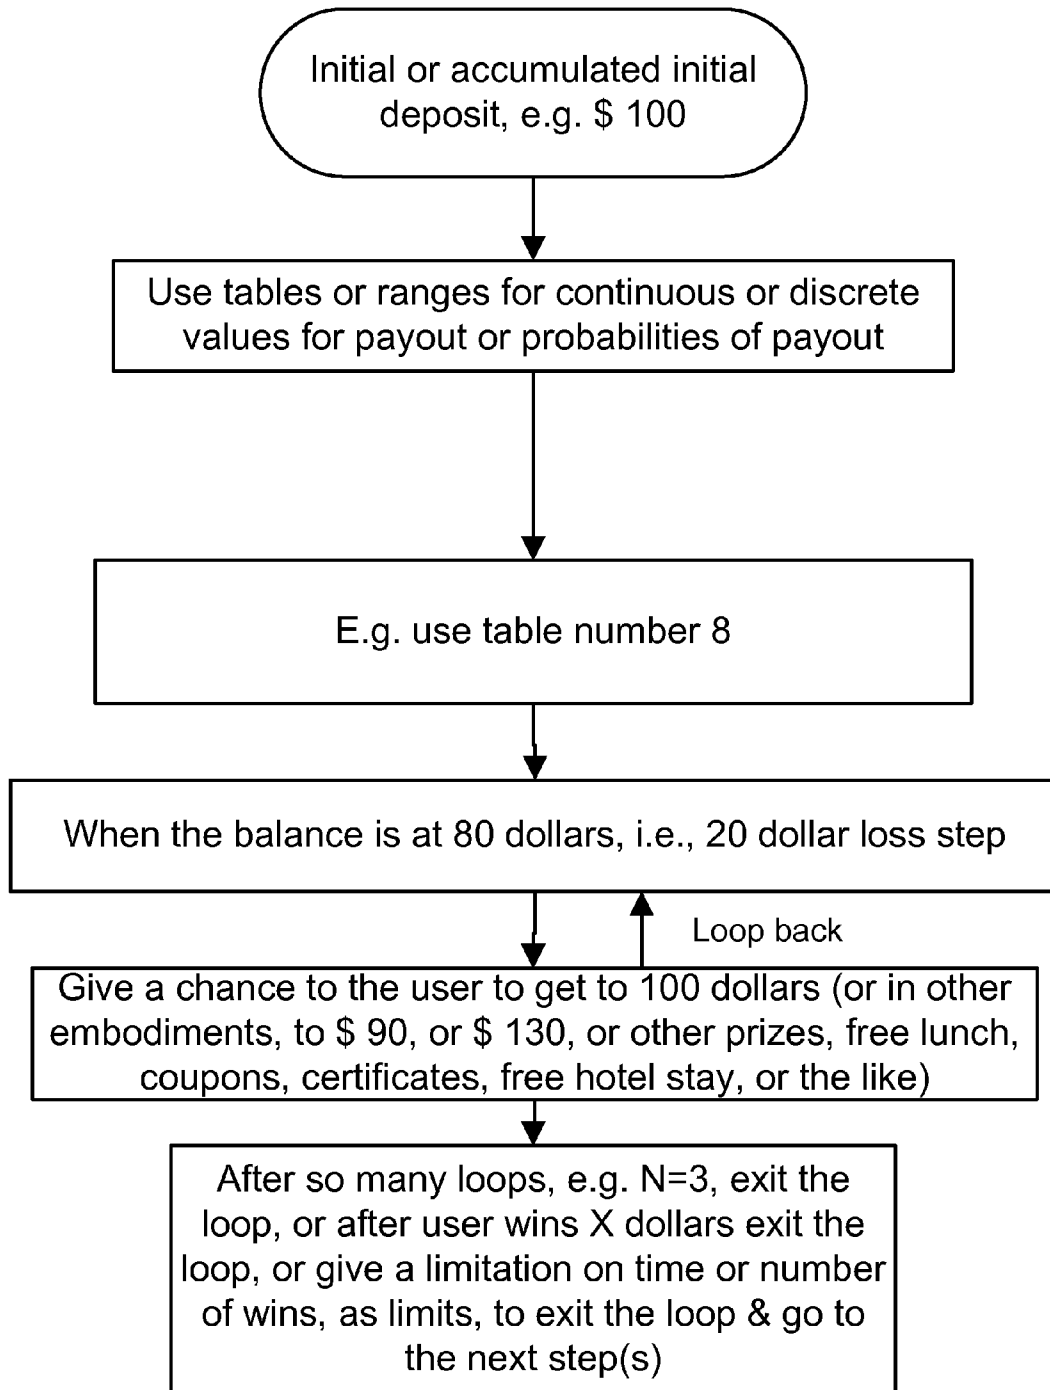 Initial or accumulated initial
deposit, e.g. $ 100
Use tables or ranges for continuous or discrete
values for payout or probabilities of payout
E.g. use table number 8
When the balance is at 80 dollars, i.e., 20 dollar loss step
Loop back
Give a chance to the user to get to 100 dollars (or in other
embodiments, to $ 90, or $ 130, or other prizes, free lunch,
coupons, certificates, free hotel stay, or the like)
After so many loops, e.g. N=3, exit the
loop, or after user wins X dollars exit the
loop, or give a limitation on time or number
of wins, as limits, to exit the loop & go to
the next step(s)